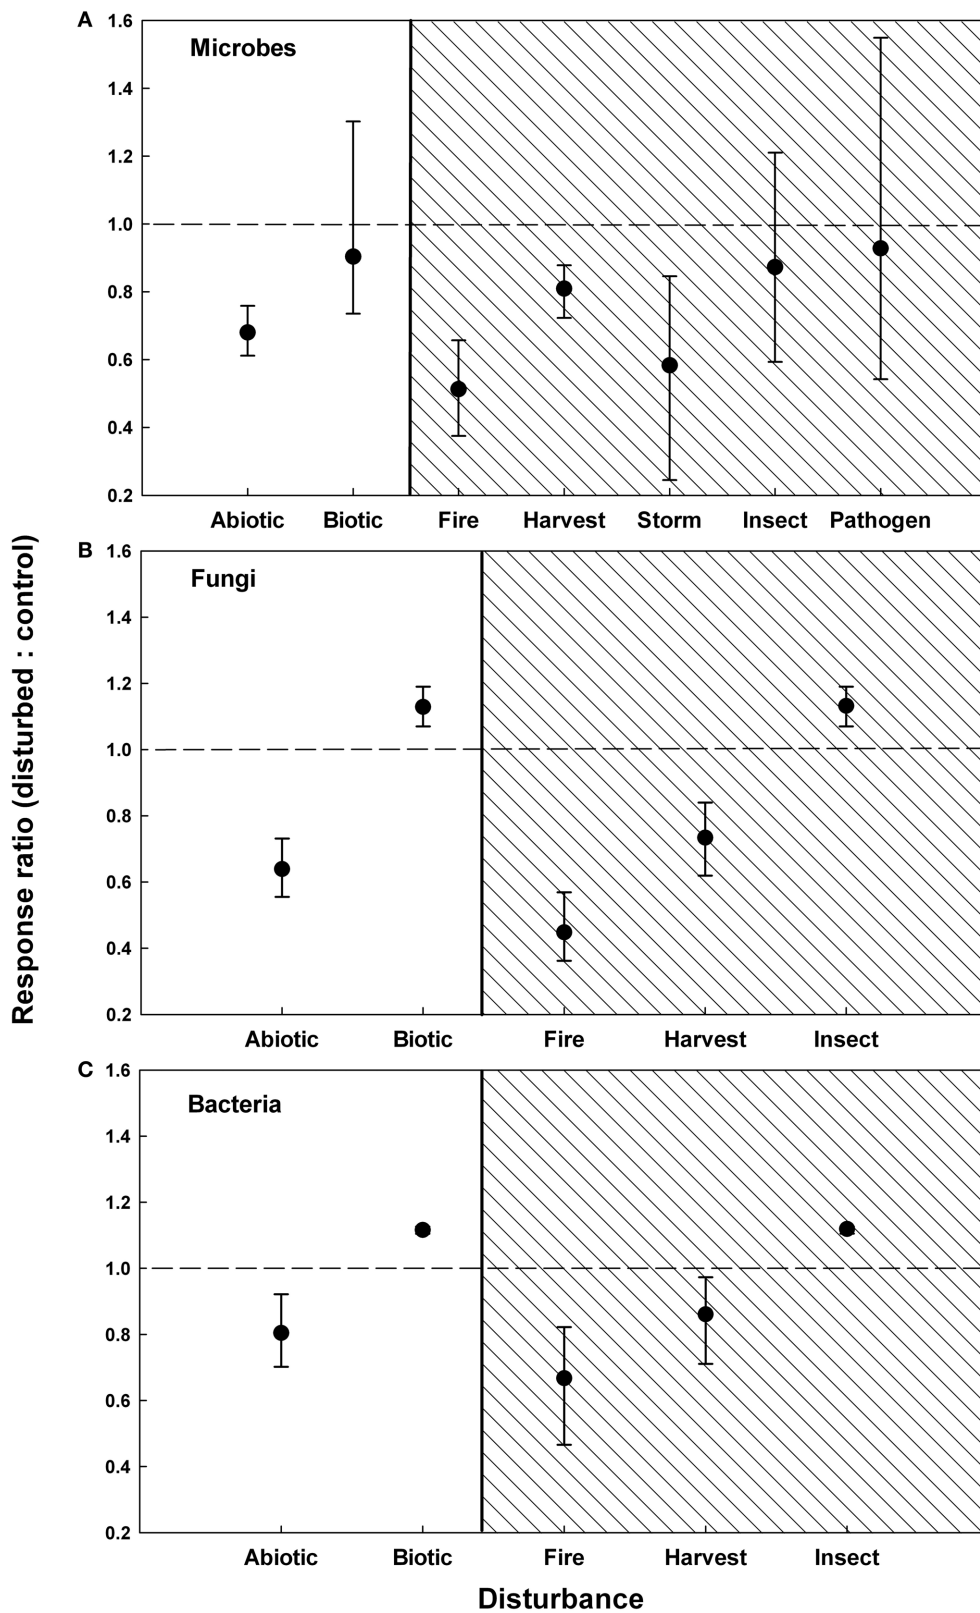 A
Microbes
1.6
1.4
1.2
1.0
0.8
0.6
0.4
0.2
Abiotic Biotic Fire Harvest Storm Insect Pathogen
Response ratio (disturbed : control)
B
Fungi
1.6
1.4
1.2
1.0
0.8
0.6
0.4
0.2
Abiotic Biotic Fire Harvest Insect
C
Bacteria
1.6
1.4
1.2
1.0
0.8
0.6
0.4
0.2
Abiotic Biotic Fire Harvest Insect
Disturbance